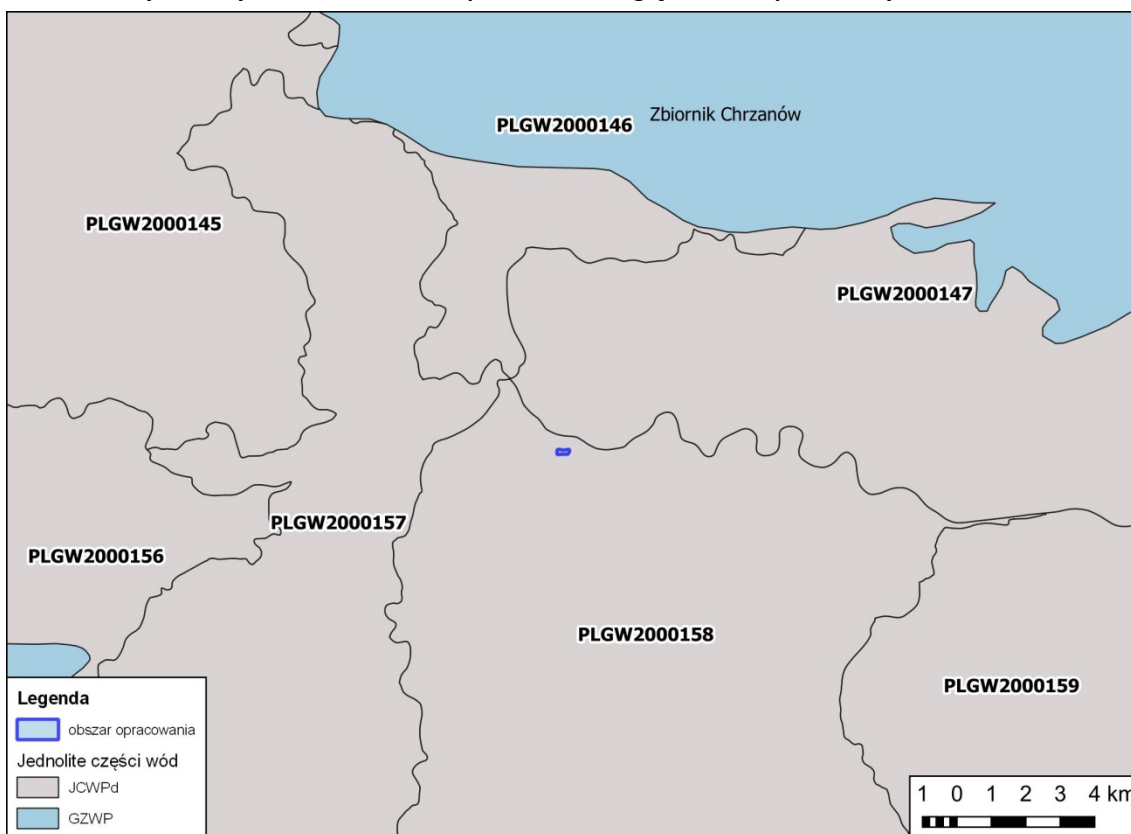 PLGW2000146
Zbiornik Chrzanów
PLGW2000145
PLGW2000147
PLGW2000157
PLGW2000156
PLGW2000158
PLGW2000159
Legenda
obszar opracowania
Jednolite części wód
JCWPd
GZWP
1 0 1 2 3 4 km